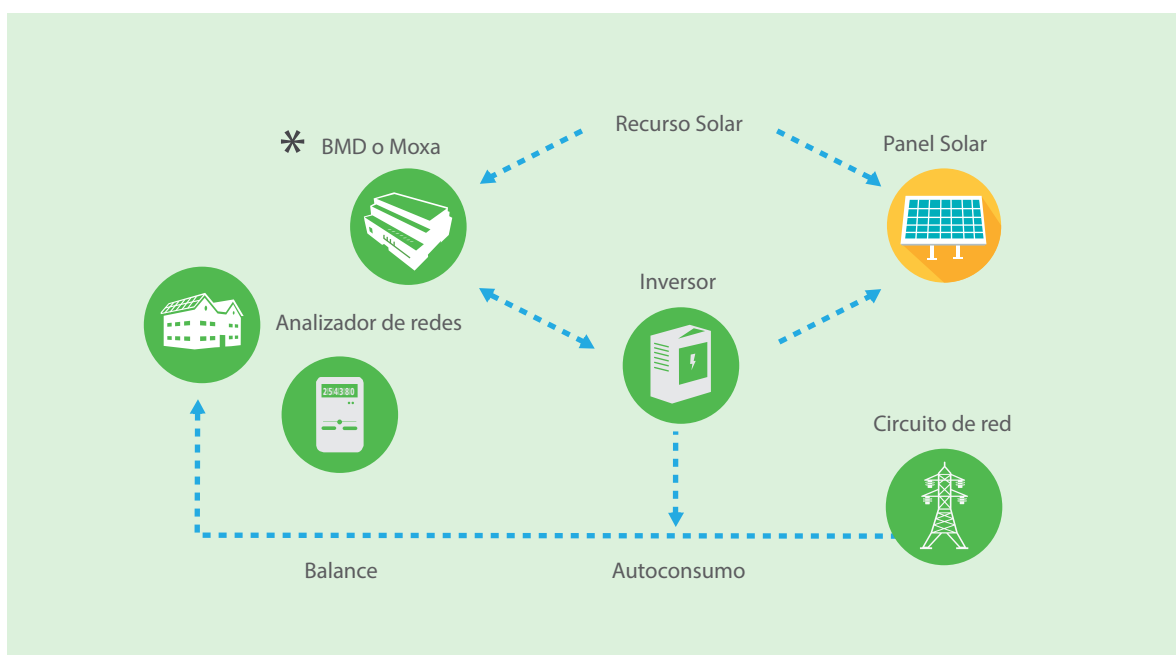 Recurso Solar
* BMD o Moxa
Panel Solar
Inversor
Analizador de redes
254380
Circuito de red
Balance
Autoconsumo